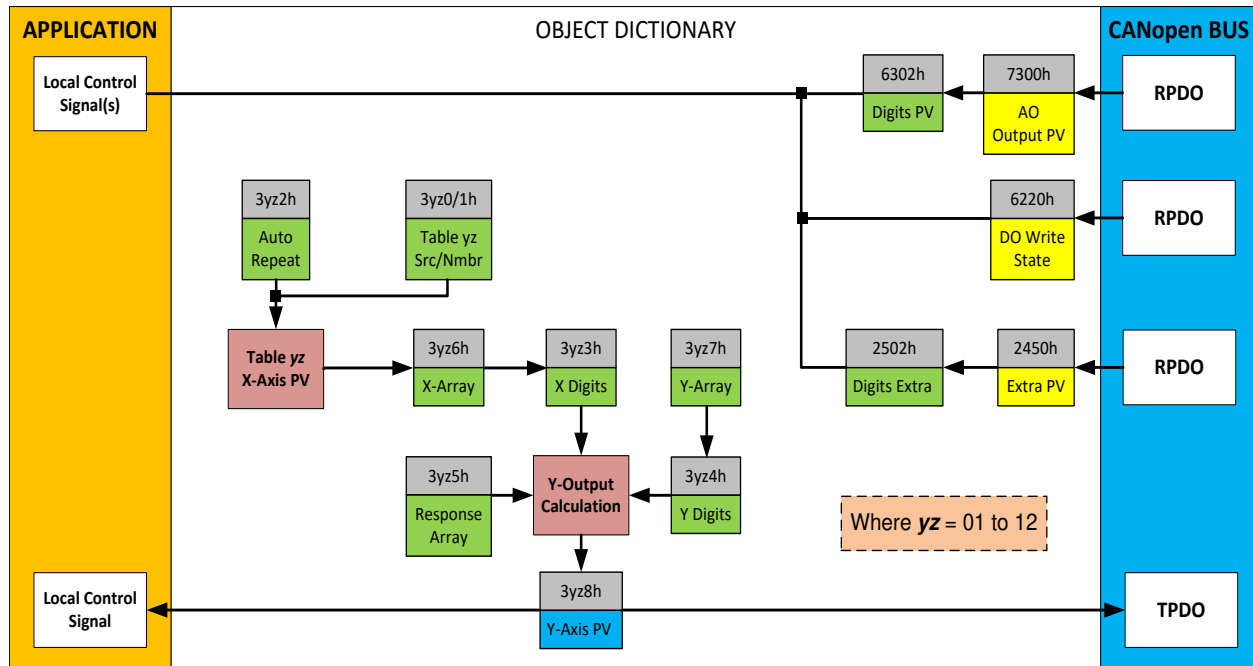 APPLICATION
OBJECT DICTIONARY
CANopen BUS
Local Control
Signal(s)
6302h
Digits PV
7300h
AO
Output PV
RPDO
3yz2h
Auto
Repeat
3yz0/1h
Table yz
Src/Nmbr
6220h
DO Write
State
RPDO
Table yz
X-Axis PV
3yz6h
X-Array
3yz3h
X Digits
3yz7h
Y-Array
2502h
Digits Extra
2450h
Extra PV
RPDO
3yz5h
Response
Array
Y-Output
Calculation
3yz4h
Y Digits
Where yz = 01 to 12
Local Control
Signal
3yz8h
Y-Axis PV
TPDO